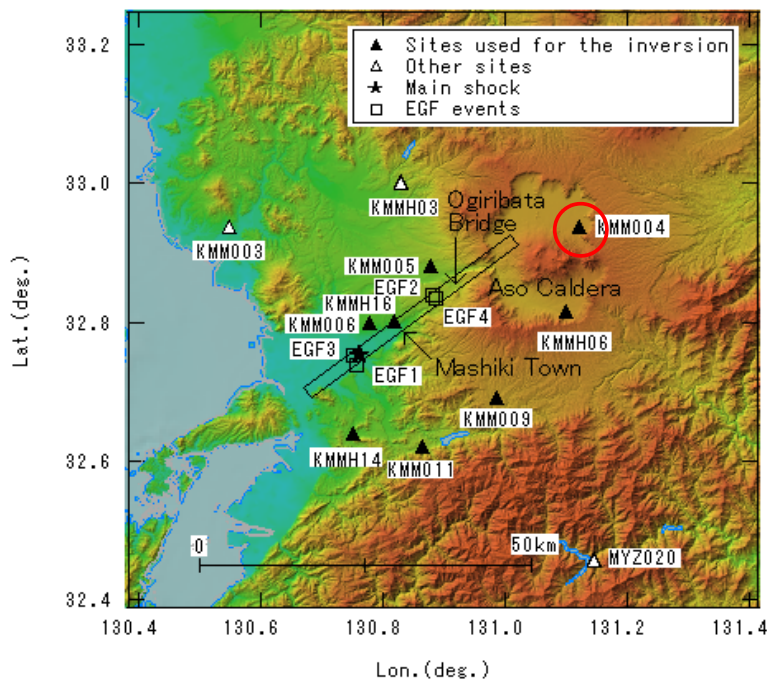 33.2
33.0
32.8
32.6
32.4
Lat.(deg.)
▲ Sites used for the inversion
△ Other sites
★ Main shock
□ EGF events
KMMH03
Ogiribata
Bridge
KMM004
KMM003
KMM005
EGF2
KMMH16
Aso Caldera
KMM006
EGF4
KMMH06
EGF3
Mashiki Town
EGF1
KMM009
KMMH14
KMM011
0
50km
MYZ020
130.4
130.6
130.8
131.0
131.2
131.4
Lon.(deg.)